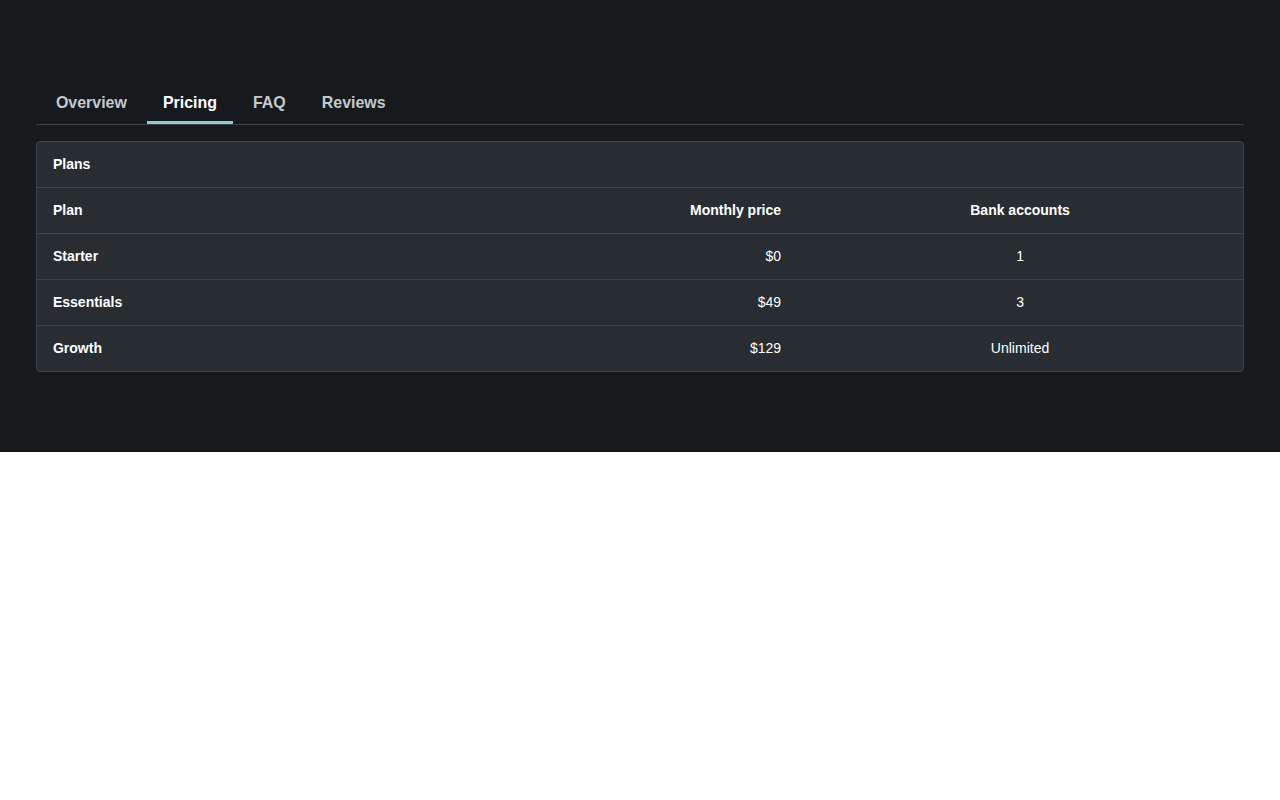 Overview Pricing FAQ Reviews
Plans
Plan Monthly price Bank accounts
Starter $0 1
Essentials $49 3
Growth $129 Unlimited